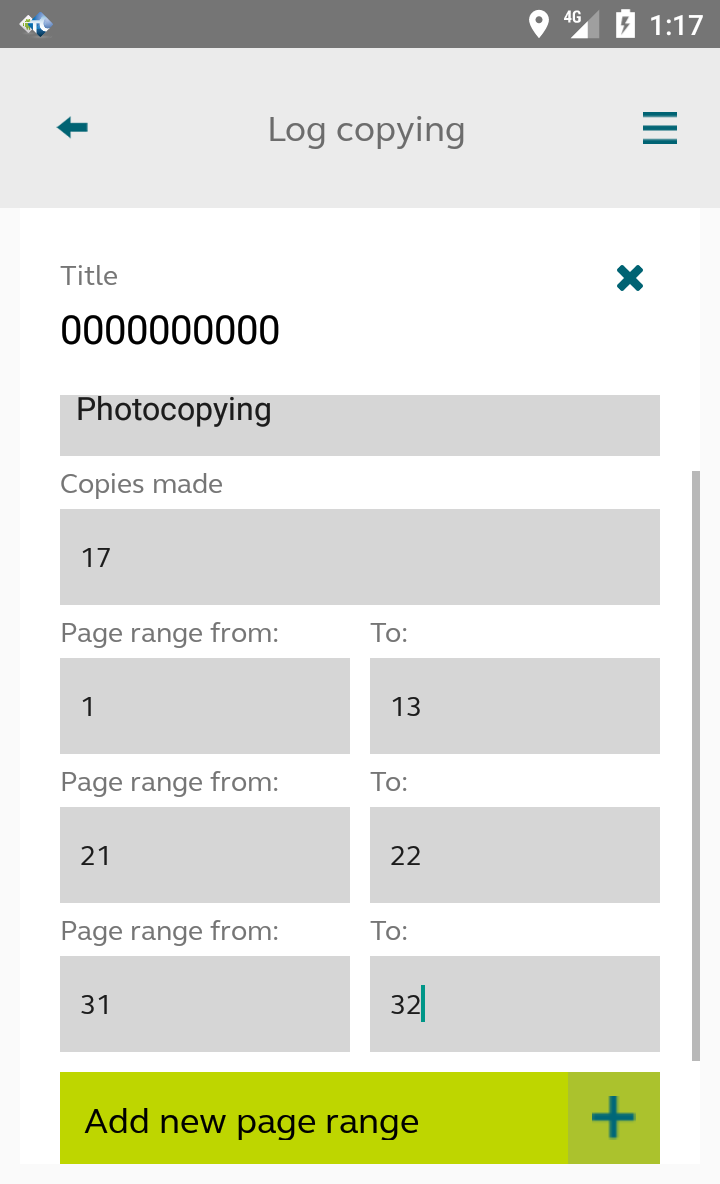 4G 1:17
Log copying
Title
0000000000
Photocopying
Copies made
17
Page range from: To:
1 13
Page range from: To:
21 22
Page range from: To:
31 32
Add new page range